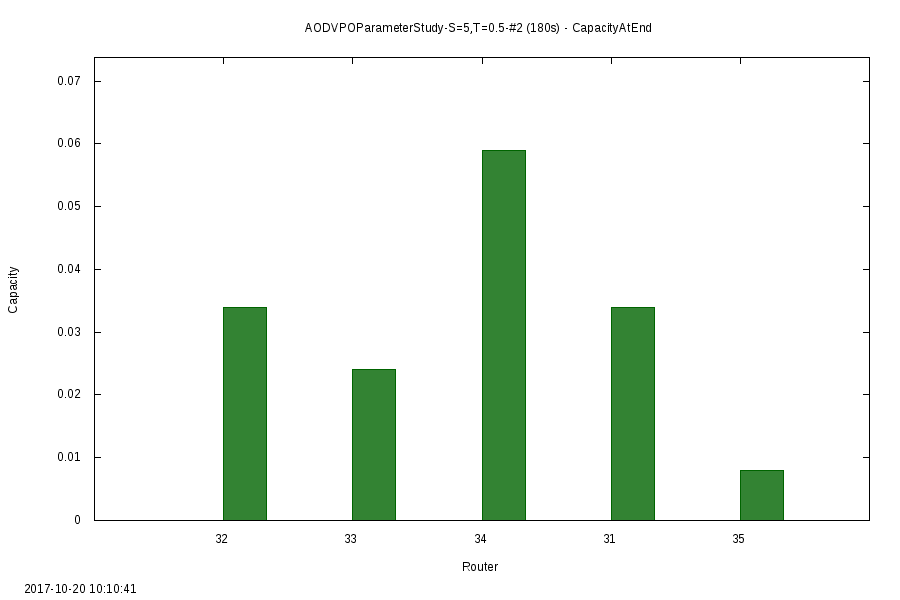 AODVPOParameterStudy-S=5,T=0.5-#2 (180s) - CapacityAtEnd
0.07
0.06
0.05
0.04
0.03
0.02
0.01
0
Capacity
32 33 34 31 35
Router
2017-10-20 10:10:41